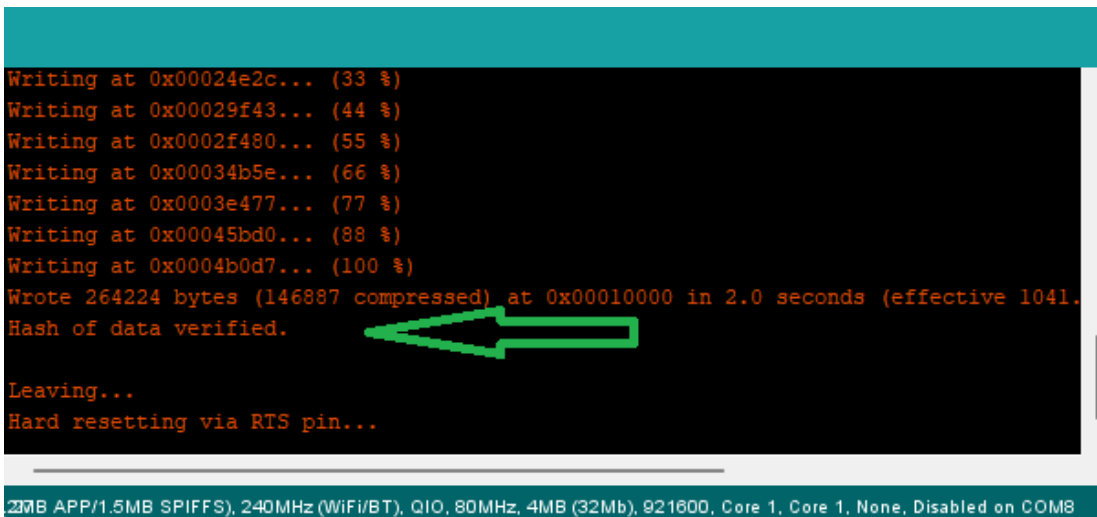 Writing at 0x00024e2c... (33 %)
Writing at 0x00029f43... (44 %)
Writing at 0x0002f480... (55 %)
Writing at 0x00034b5e... (66 %)
Writing at 0x0003e477... (77 %)
Writing at 0x00045bd0... (88 %)
Writing at 0x0004b0d7... (100 %)
Wrote 264224 bytes (146887 compressed) at 0x00010000 in 2.0 seconds (effective 1041.
Hash of data verified.
Leaving...
Hard resetting via RTS pin...
APP/1.5MB SPIFFS), 240MHz (WiFi/BT), QIO, 80MHz, 4MB (32Mb), 921600, Core 1, Core 1, None, Disabled on COM8